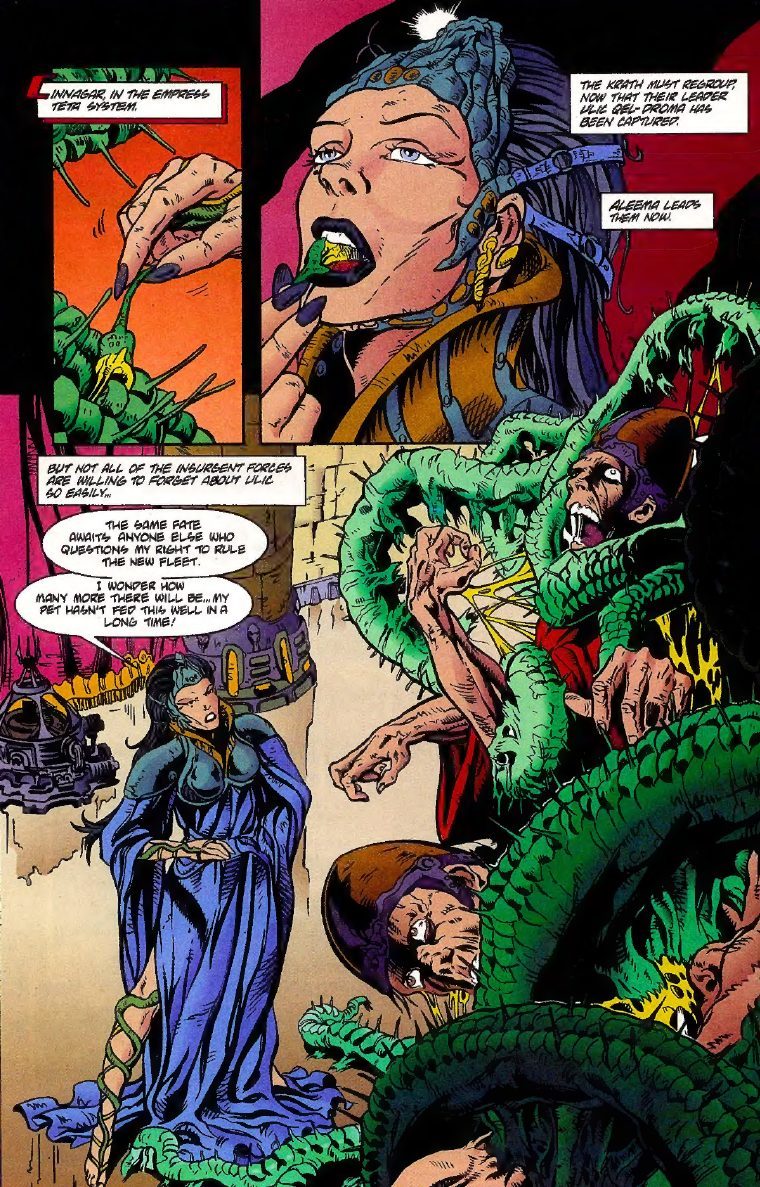 LINNAGAR, IN THE EMPRESS
TETA SYSTEM.
THE KRATH MUST REGROUP,
NOW THAT THEIR LEADER
ULIC QEL-DROMA HAS
BEEN CAPTURED.
ALEEMA LEADS
THEM NOW.
BUT NOT ALL OF THE INSURGENT FORCES
ARE WILLING TO FORGET ABOUT ULIC
SO EASILY...
THE SAME FATE
AWAITS ANYONE ELSE WHO
QUESTIONS MY RIGHT TO RULE
THE NEW FLEET.
I WONDER HOW
MANY MORE THERE WILL BE... MY
PET HASN'T FED THIS WELL IN A
LONG TIME!